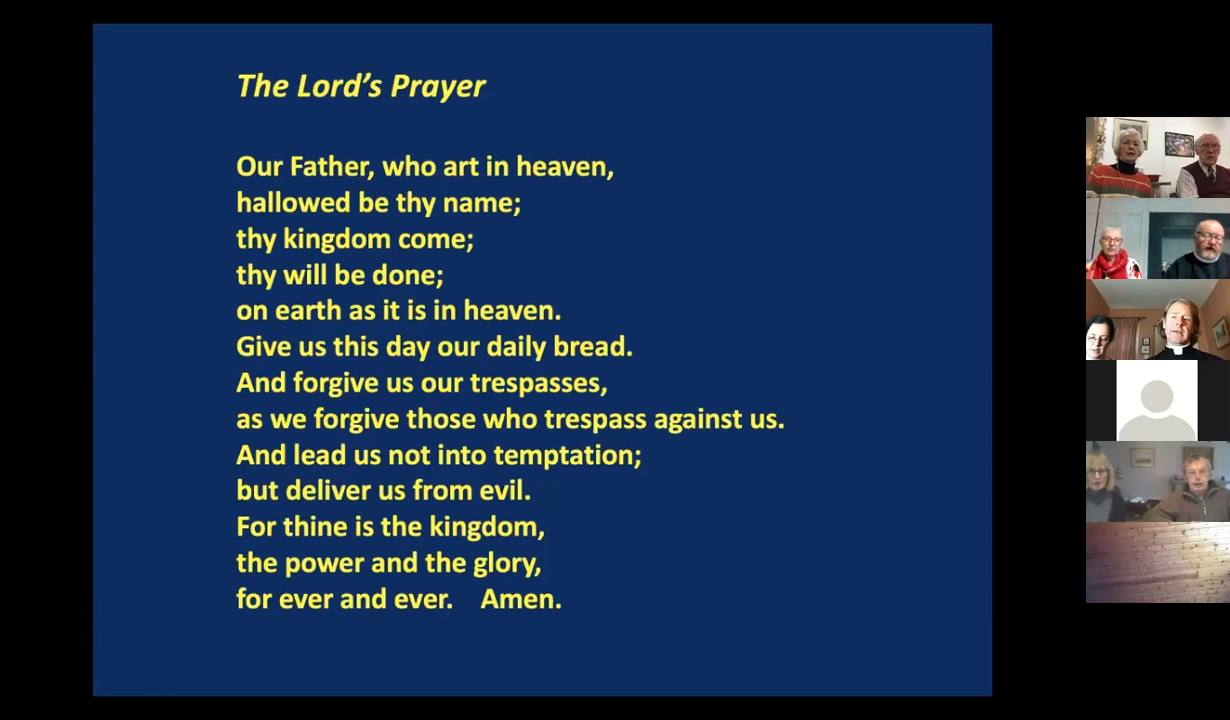 The Lord's Prayer
Our Father, who art in heaven,
hallowed be thy name;
thy kingdom come;
thy will be done;
on earth as it is in heaven.
Give us this day our daily bread.
And forgive us our trespasses,
as we forgive those who trespass against us.
And lead us not into temptation;
but deliver us from evil.
For thine is the kingdom,
the power and the glory,
for ever and ever. Amen.